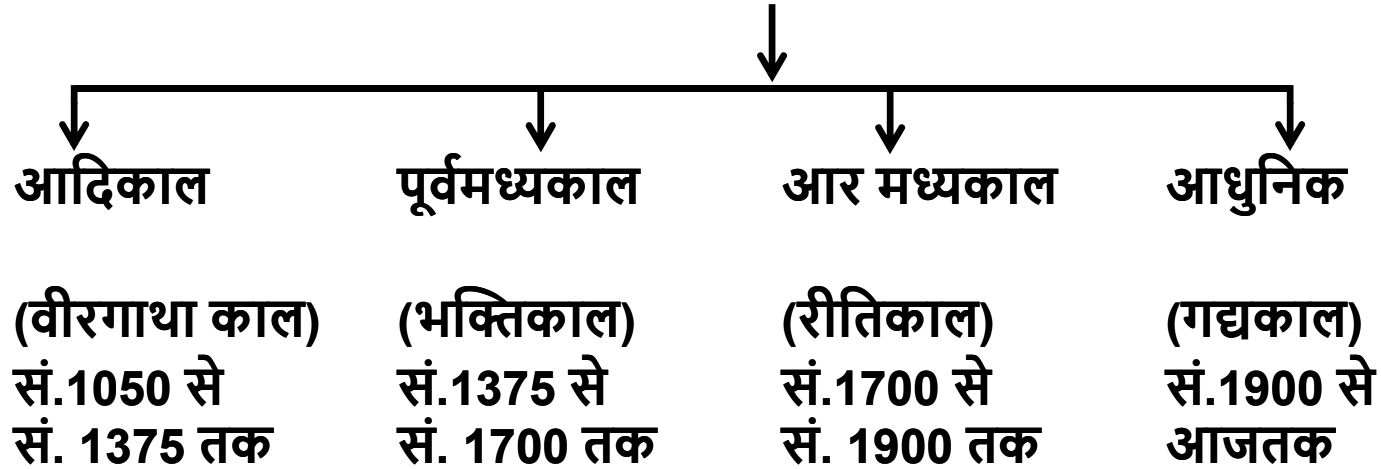 आदिकाल पूर्वमध्यकाल आर मध्यकाल आधुनिक
(वीरगाथा काल) (भक्तिकाल) (रीतिकाल) (गद्यकाल)
सं.1050 से सं.1375 से सं.1700 से सं.1900 से
सं. 1375 तक सं. 1700 तक सं. 1900 तक आजतक